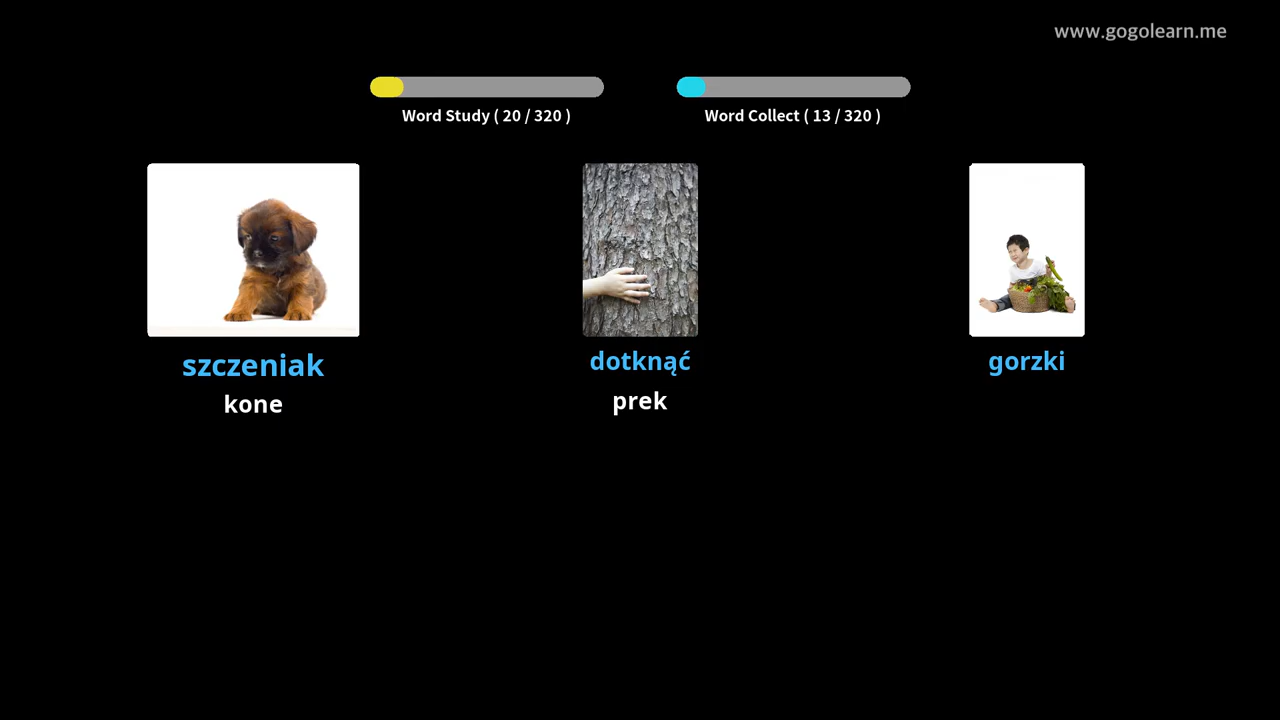 www.gogolearn.me
Word Study ( 20 / 320 )
Word Collect ( 13 / 320 )
szczeniak
dotknąć
gorzki
kone
prek